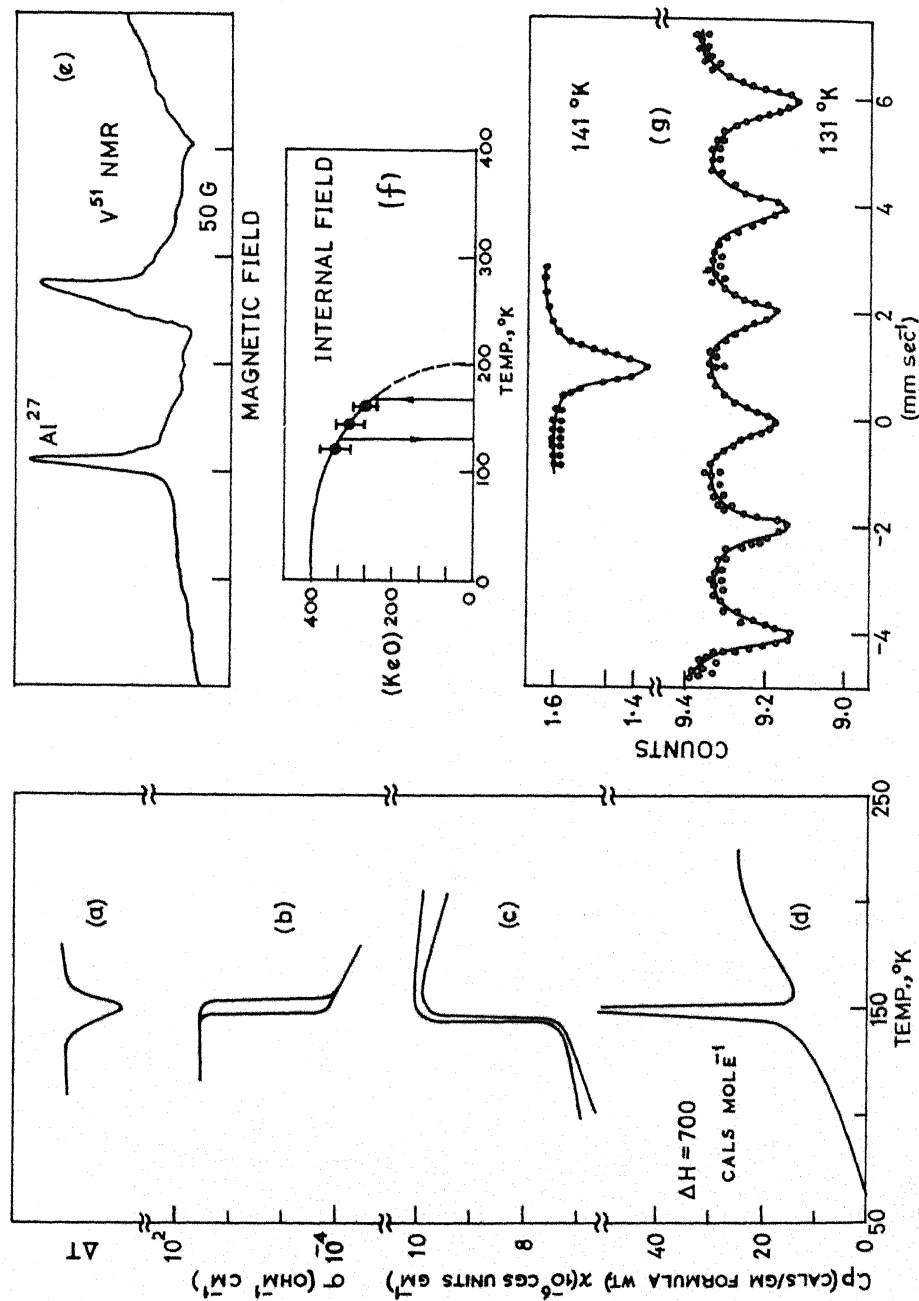 ΔT
(a)
10²
10⁻⁴
σ (OHM⁻¹ CM⁻¹)
(b)
10
8
6
χ(10⁻⁶ CGS UNITS GM⁻¹)
(c)
40
30
20
10
0
Cp (CALS/GM FORMULA WT.)
ΔH = 700
CALS MOLE⁻¹
(d)
50
150
250
TEMP.,°K
Al²⁷
V⁵¹ NMR
(e)
50 G
MAGNETIC FIELD
400
200
0
(KeO)
INTERNAL FIELD
(f)
0
100
200
300
400
TEMP.,°K
1.6
1.4
9.4
9.2
9.0
COUNTS
141 °K
(g)
131 °K
-4
-2
0
2
4
6
(mm sec⁻¹)